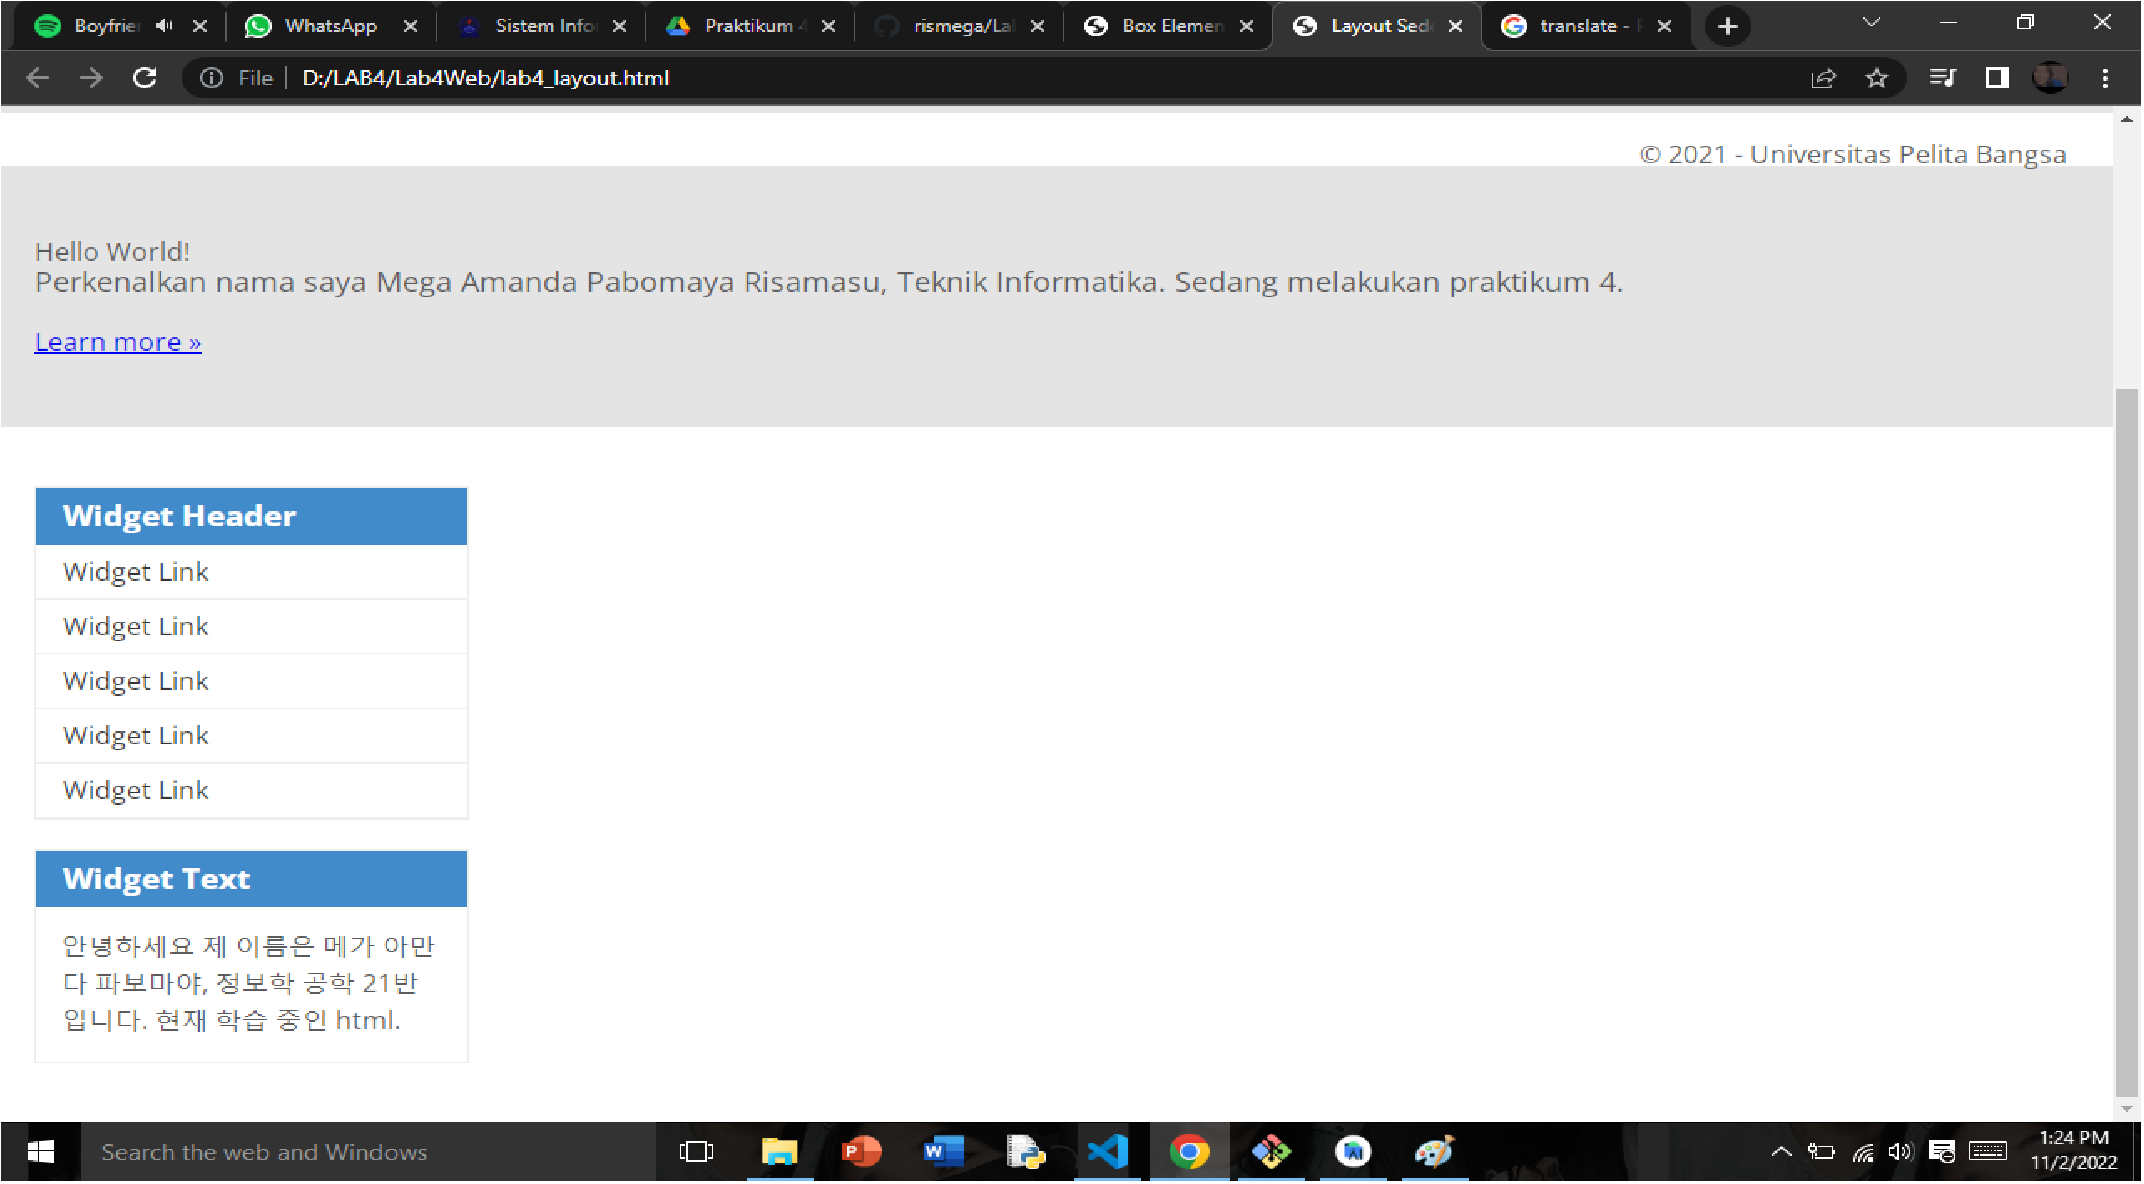 Boyfrie
WhatsApp
Sistem Info
Praktikum 4
rismega/La
Box Elemen
Layout Sede
translate -
File
D:/LAB4/Lab4Web/lab4_layout.html
© 2021 - Universitas Pelita Bangsa
Hello World!
Perkenalkan nama saya Mega Amanda Pabomaya Risamasu, Teknik Informatika. Sedang melakukan praktikum 4.
Learn more »
Widget Header
Widget Link
Widget Link
Widget Link
Widget Link
Widget Link
Widget Text
안녕하세요 제 이름은 메가 아만
다 파보마야, 정보학 공학 21반
입니다. 현재 학습 중인 html.
Search the web and Windows
1:24 PM
11/2/2022